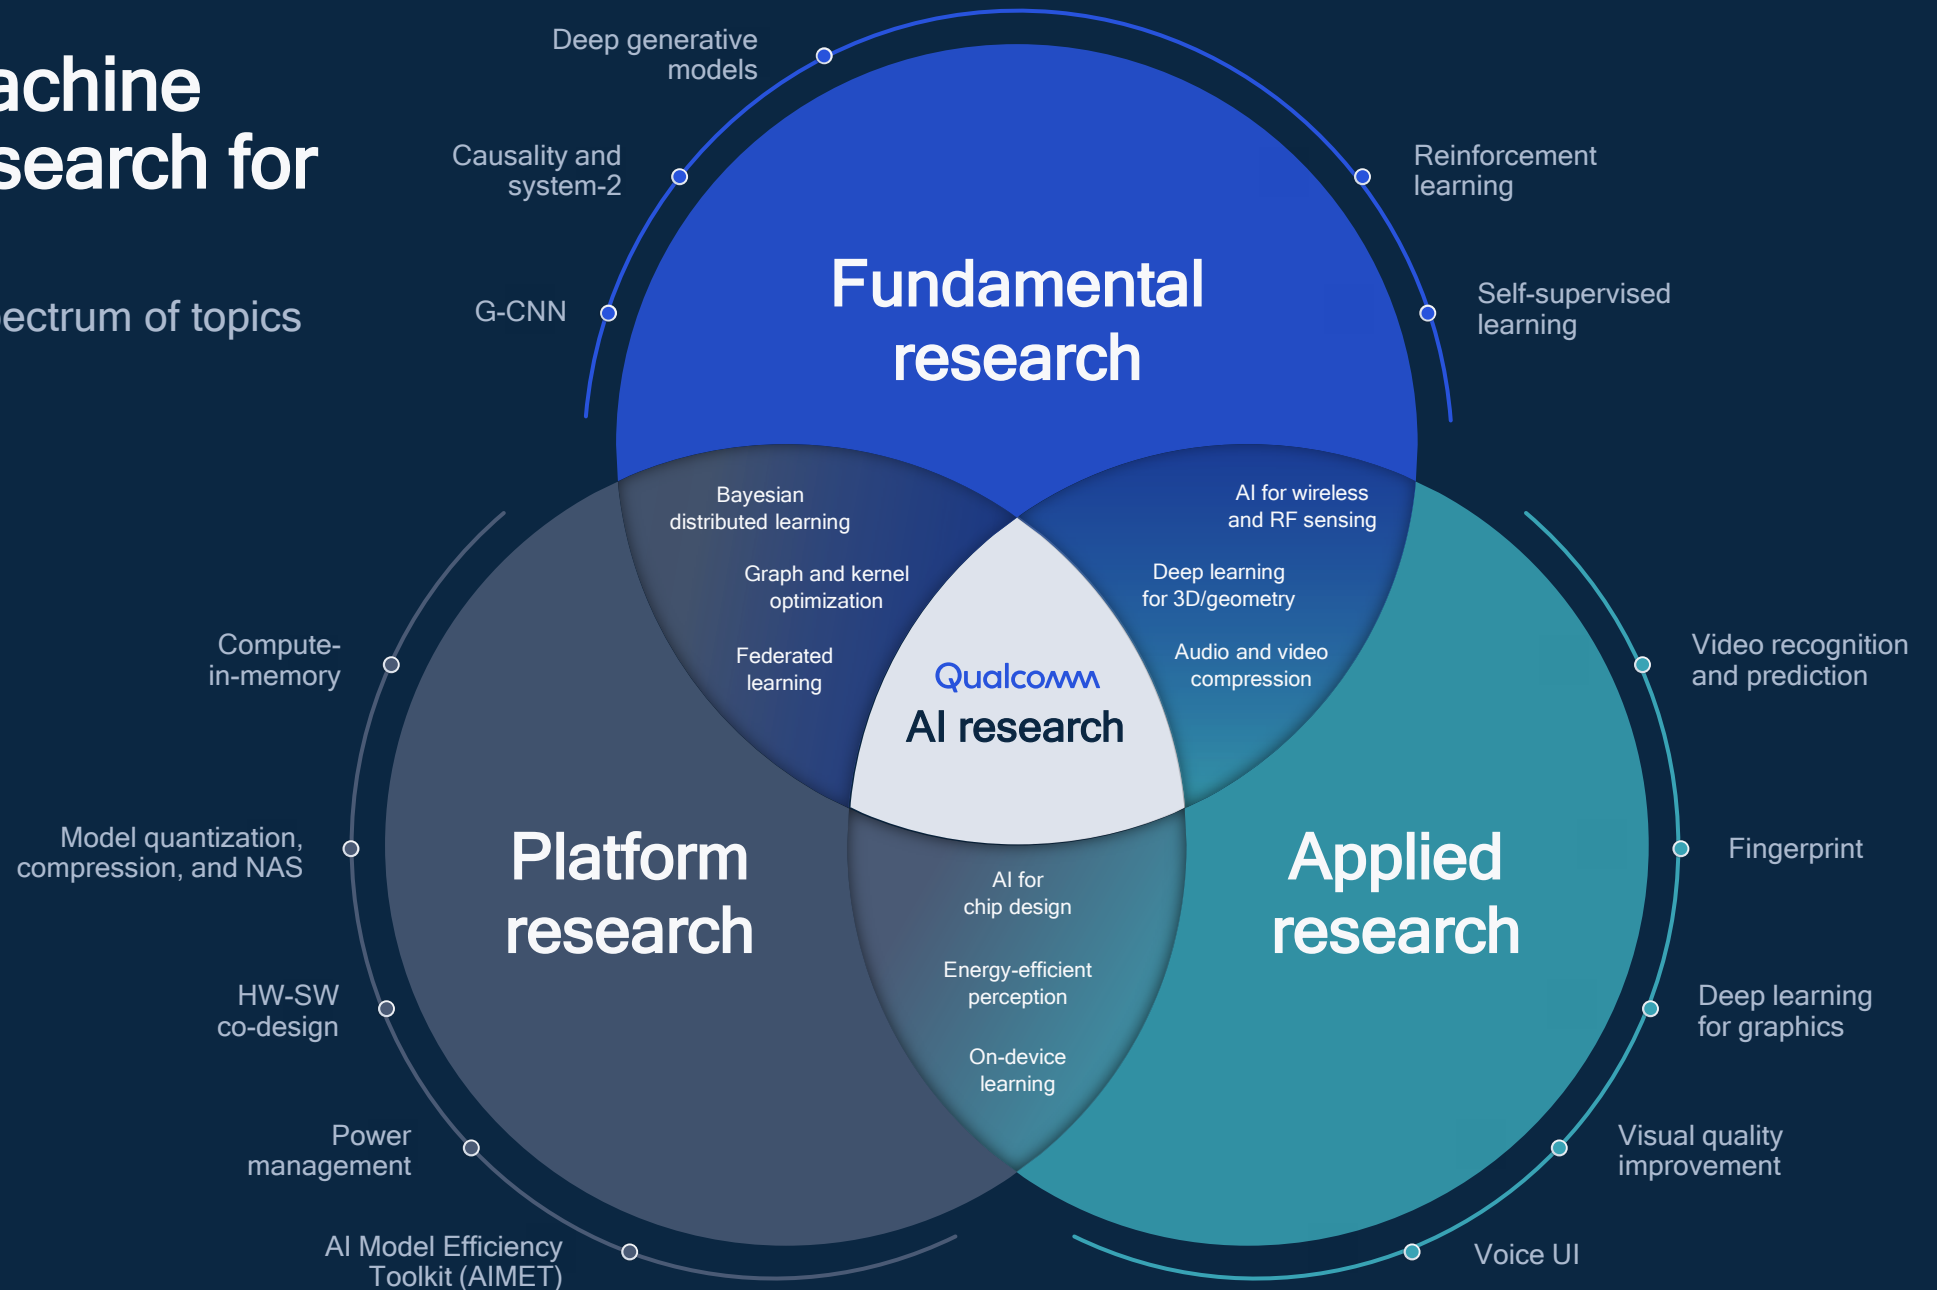 achine
search for
ectrum of topics
Deep generative
models
Causality and
system-2
G-CNN
Reinforcement
learning
Self-supervised
learning
Fundamental
research
Bayesian
distributed learning
Graph and kernel
optimization
Federated
learning
AI for wireless
and RF sensing
Deep learning
for 3D/geometry
Audio and video
compression
Qualcomm
AI research
Compute-
in-memory
Model quantization,
compression, and NAS
HW-SW
co-design
Power
management
AI Model Efficiency
Toolkit (AIMET)
Platform
research
AI for
chip design
Energy-efficient
perception
On-device
learning
Applied
research
Video recognition
and prediction
Fingerprint
Deep learning
for graphics
Visual quality
improvement
Voice UI